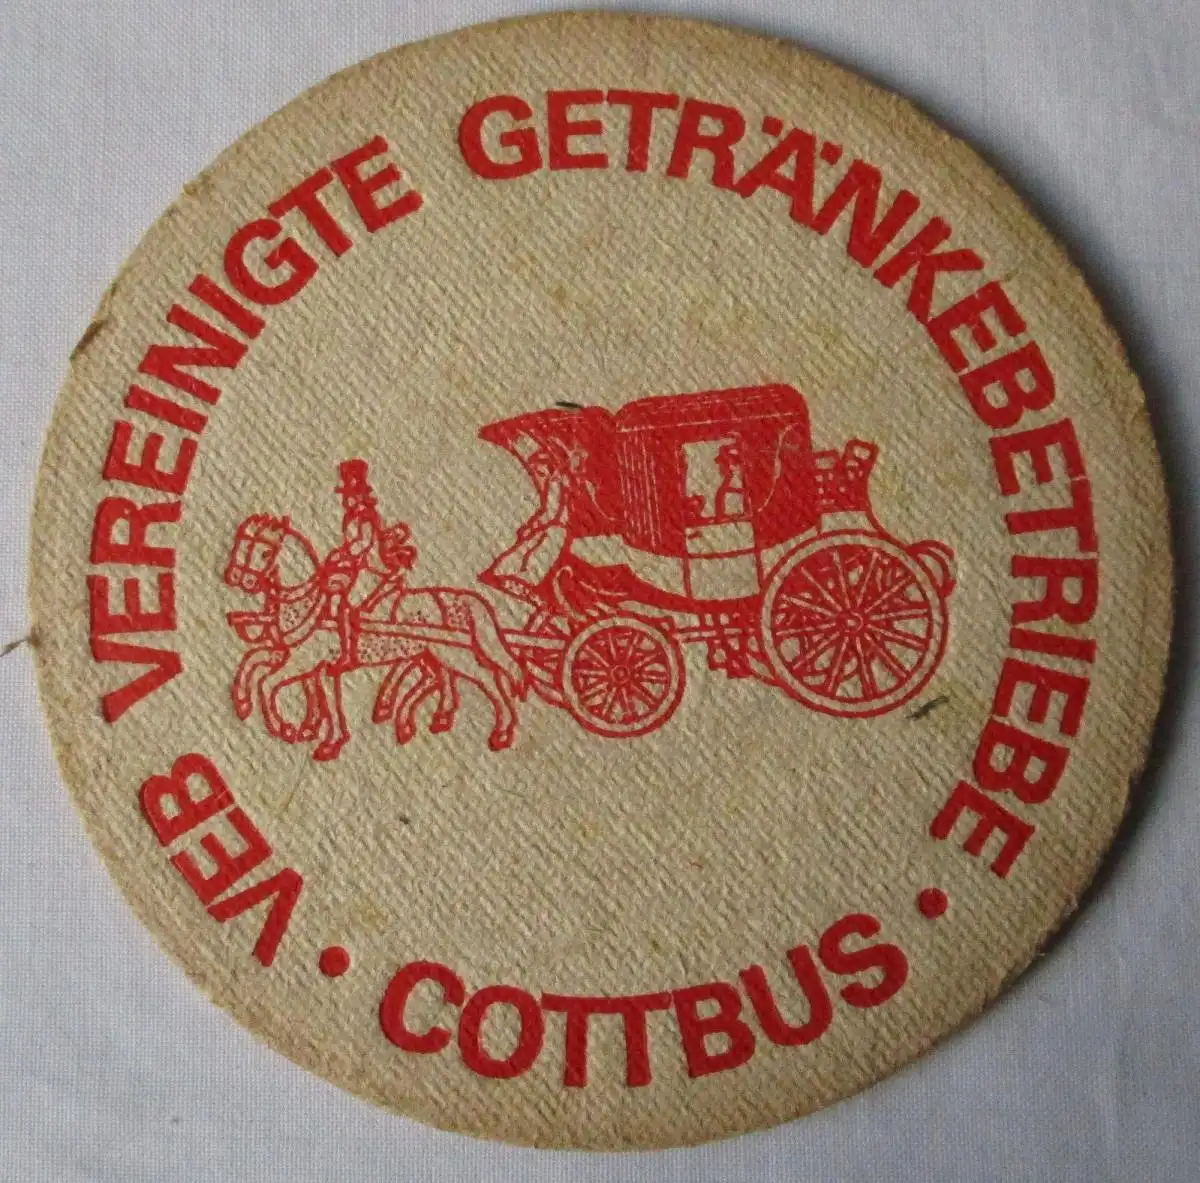 VEB VEREINIGTE GETRÄNKEBETRIEBE
• COTTBUS •